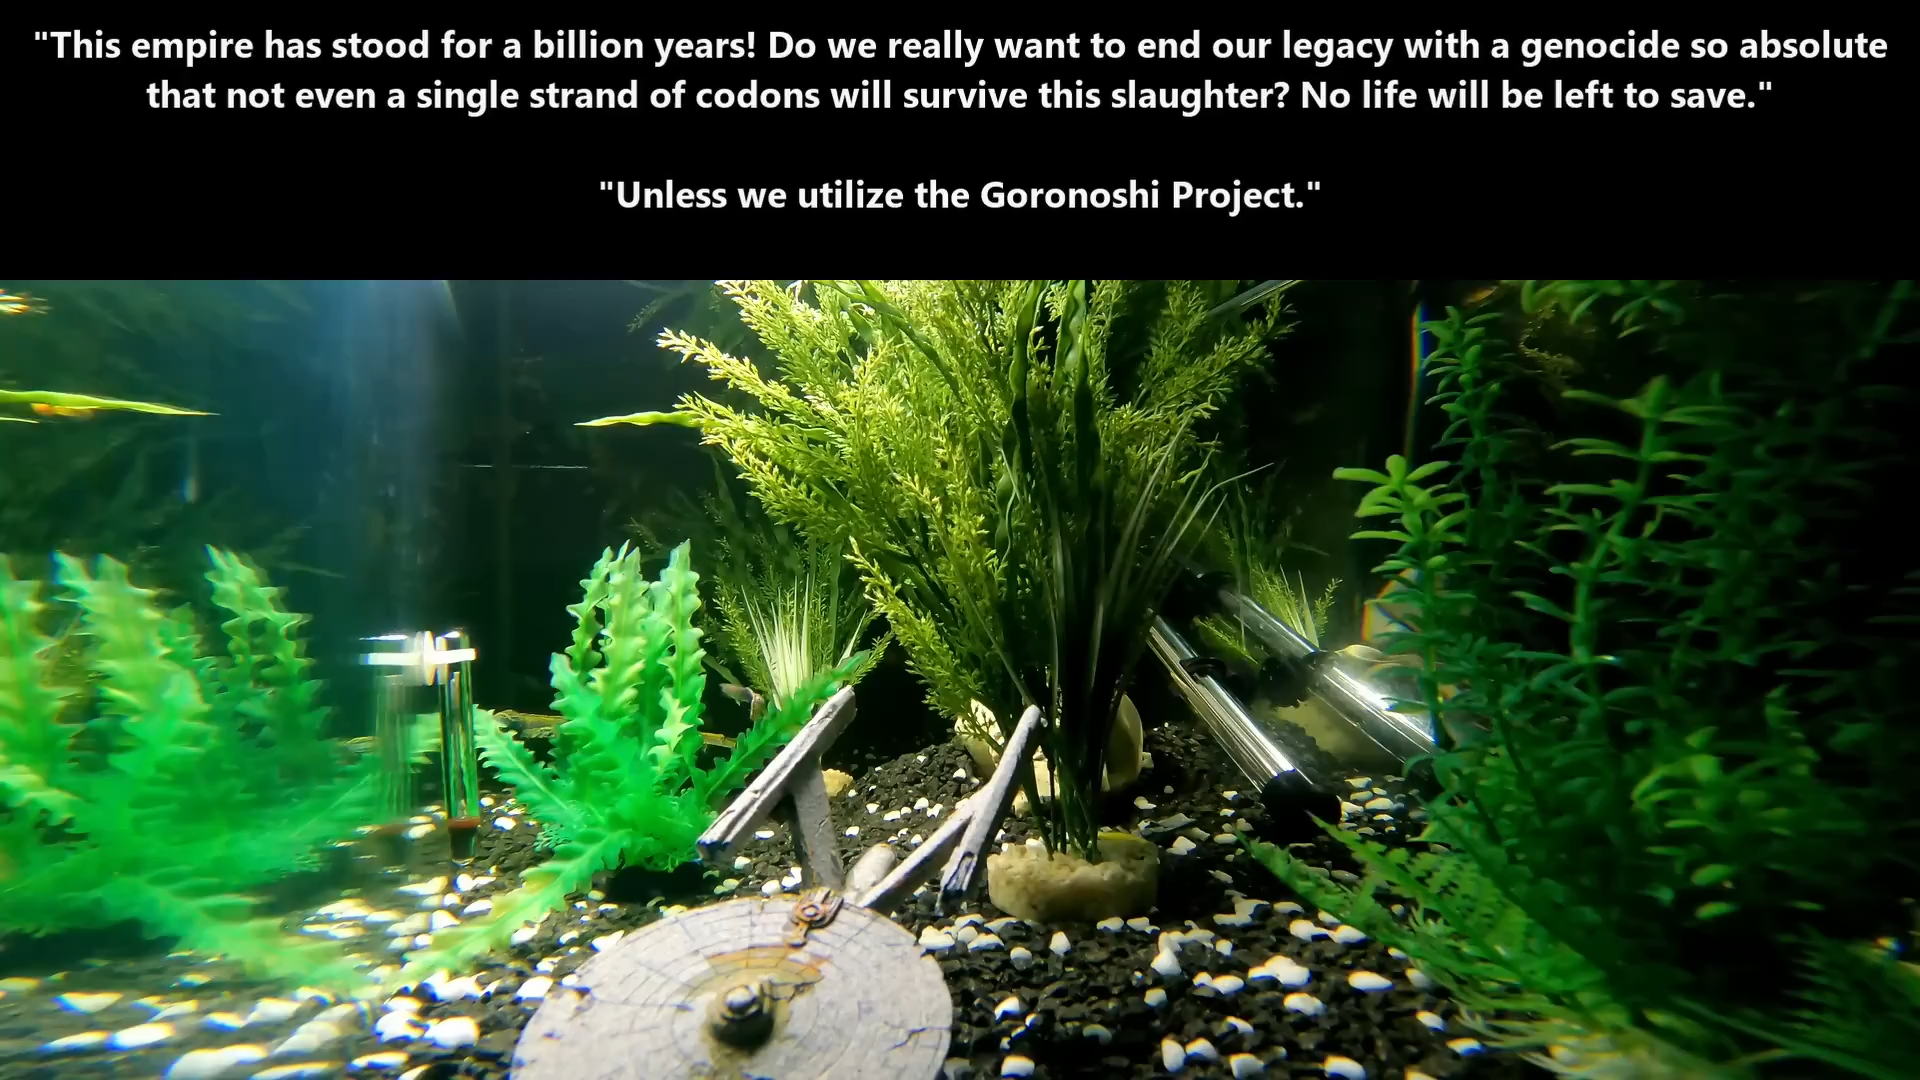 "This empire has stood for a billion years! Do we really want to end our legacy with a genocide so absolute
that not even a single strand of codons will survive this slaughter? No life will be left to save."
"Unless we utilize the Goronoshi Project."